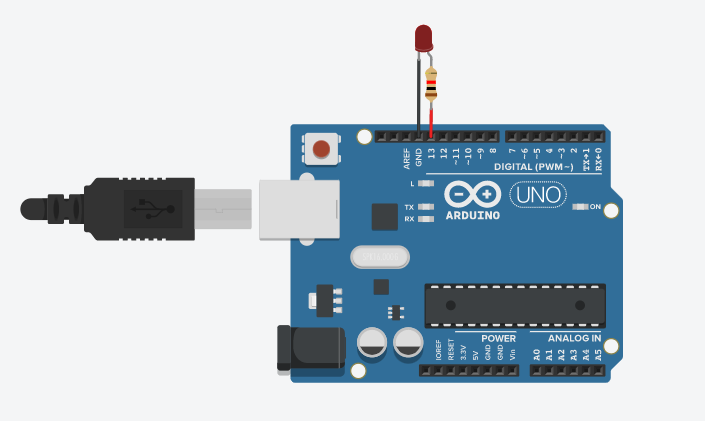 AREF
GND
13
12
~11
~10
~9
8
7
~6
~5
4
~3
2
TX→1
RX←0
DIGITAL (PWM~)
L
TX
RX
ARDUINO
UNO
ON
POWER
ANALOG IN
IOREF
RESET
3.3V
5V
GND
GND
Vin
A0
A1
A2
A3
A4
A5